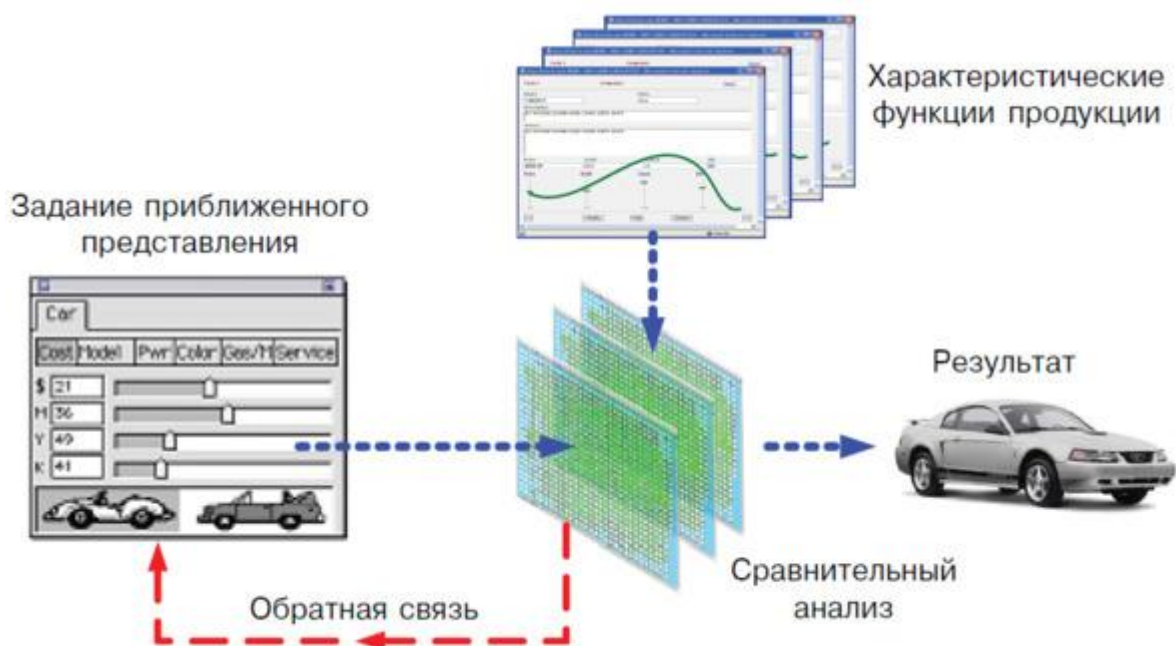 Характеристические
функции продукции
Задание приближенного
представления
Car
Cost Model Pwr Color Gas/M Service
$ 21
M 36
Y 49
K 41
Результат
Сравнительный
анализ
Обратная связь